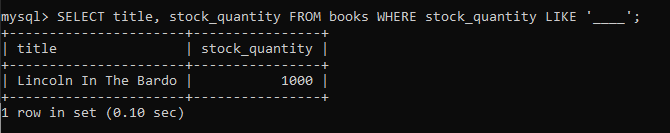 mysql> SELECT title, stock_quantity FROM books WHERE stock_quantity LIKE '____';
+---------------------+----------------+
| title               | stock_quantity |
+---------------------+----------------+
| Lincoln In The Bardo |           1000 |
+---------------------+----------------+
1 row in set (0.10 sec)